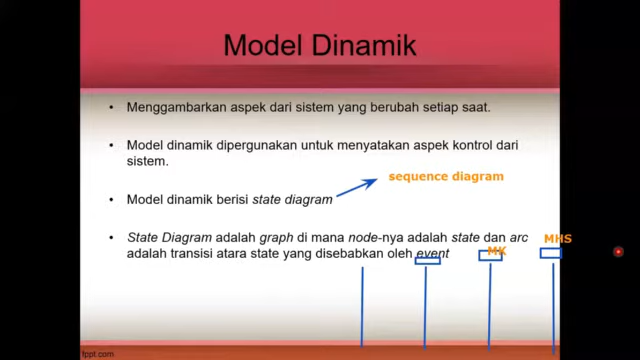 Model Dinamik
• Menggambarkan aspek dari sistem yang berubah setiap saat.
• Model dinamik dipergunakan untuk menyatakan aspek kontrol dari
sistem.
sequence diagram
• Model dinamik berisi state diagram
• State Diagram adalah graph di mana node-nya adalah state dan arc
adalah transisi atara state yang disebabkan oleh event
MHS
MK
fppt.com